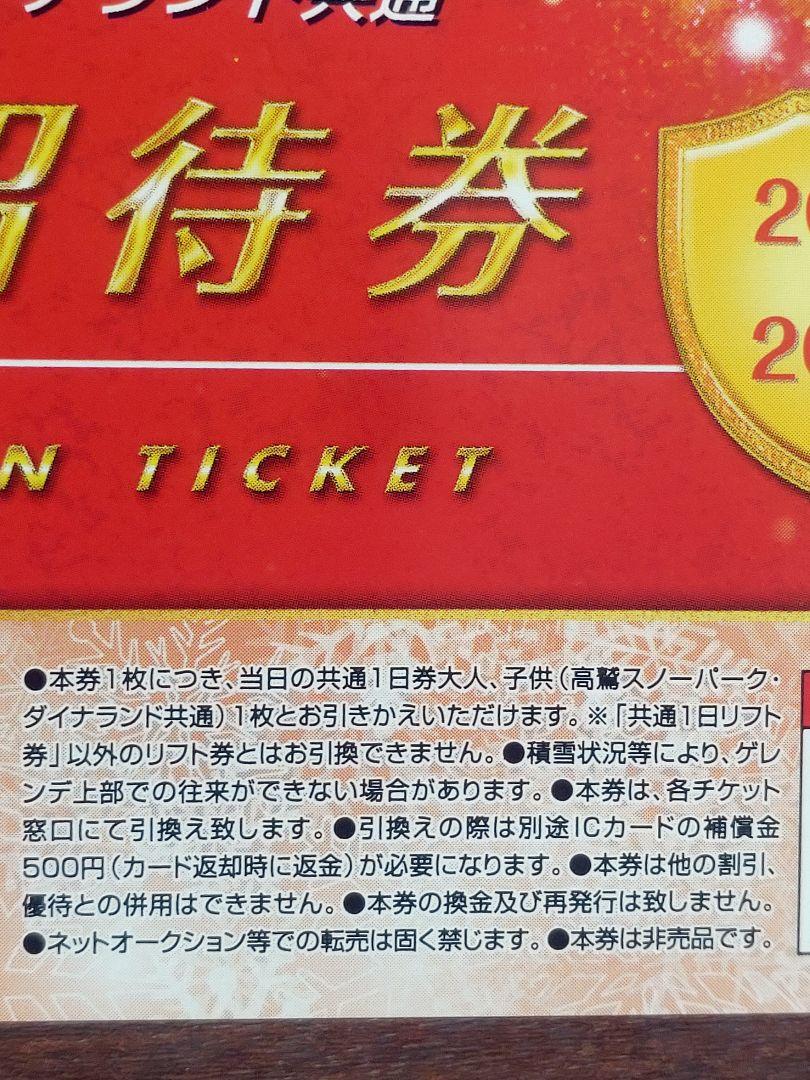 ランド共通
招待券
20
20
N TICKET
●本券1枚につき、当日の共通1日券大人、子供（高鷲スノーパーク・
ダイナランド共通）1枚とお引きかえいただけます。※「共通1日リフト
券」以外のリフト券とはお引換できません。●積雪状況等により、ゲレ
ンデ上部での往来ができない場合があります。●本券は、各チケット
窓口にて引換え致します。●引換えの際は別途ICカードの補償金
500円（カード返却時に返金）が必要になります。●本券は他の割引、
優待との併用はできません。●本券の換金及び再発行は致しません。
●ネットオークション等での転売は固く禁じます。●本券は非売品です。